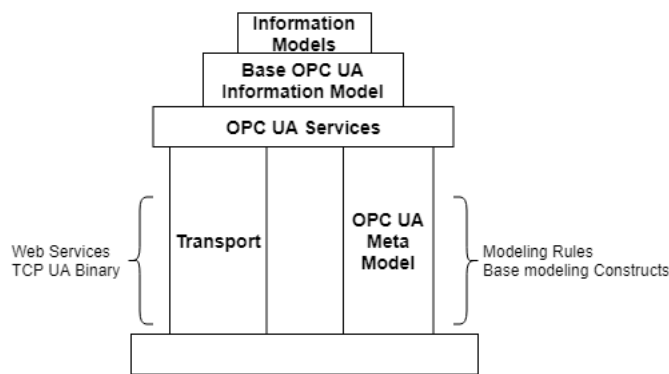 Information
Models
Base OPC UA
Information Model
OPC UA Services
Web Services
TCP UA Binary
Transport
OPC UA
Meta
Model
Modeling Rules
Base modeling Constructs